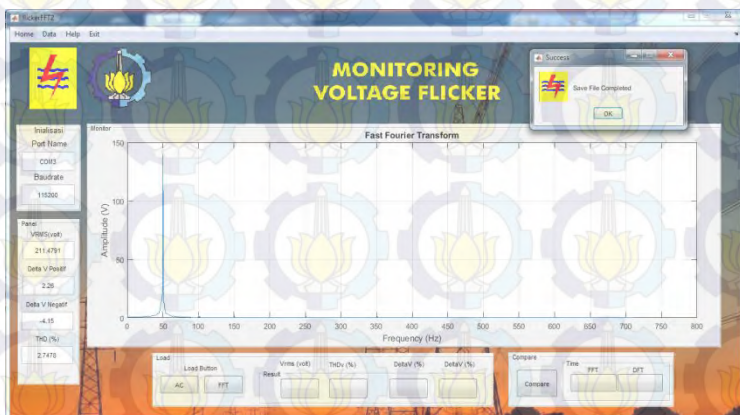 flickerFFT2
Home Data Help Exit
MONITORING
VOLTAGE FLICKER
Success
Save File Completed
OK
Inialisasi
Port Name
COM3
Baudrate
115200
Monitor
Fast Fourier Transform
Amplitude (V)
150
100
50
0
0 50 100 150 200 250 300 350 400 450 500 550 600 650 700 750 800
Frequency (Hz)
Panel
VRMS(volt)
211.4791
Delta V Positif
2.26
Delta V Negatif
-4.15
THD (%)
2.7478
Load
Load Button
AC FFT
Result
Vrms (volt) THDv (%) DeltaV (%) DeltaV (%)
Compare
Compare
Time
FFT DFT